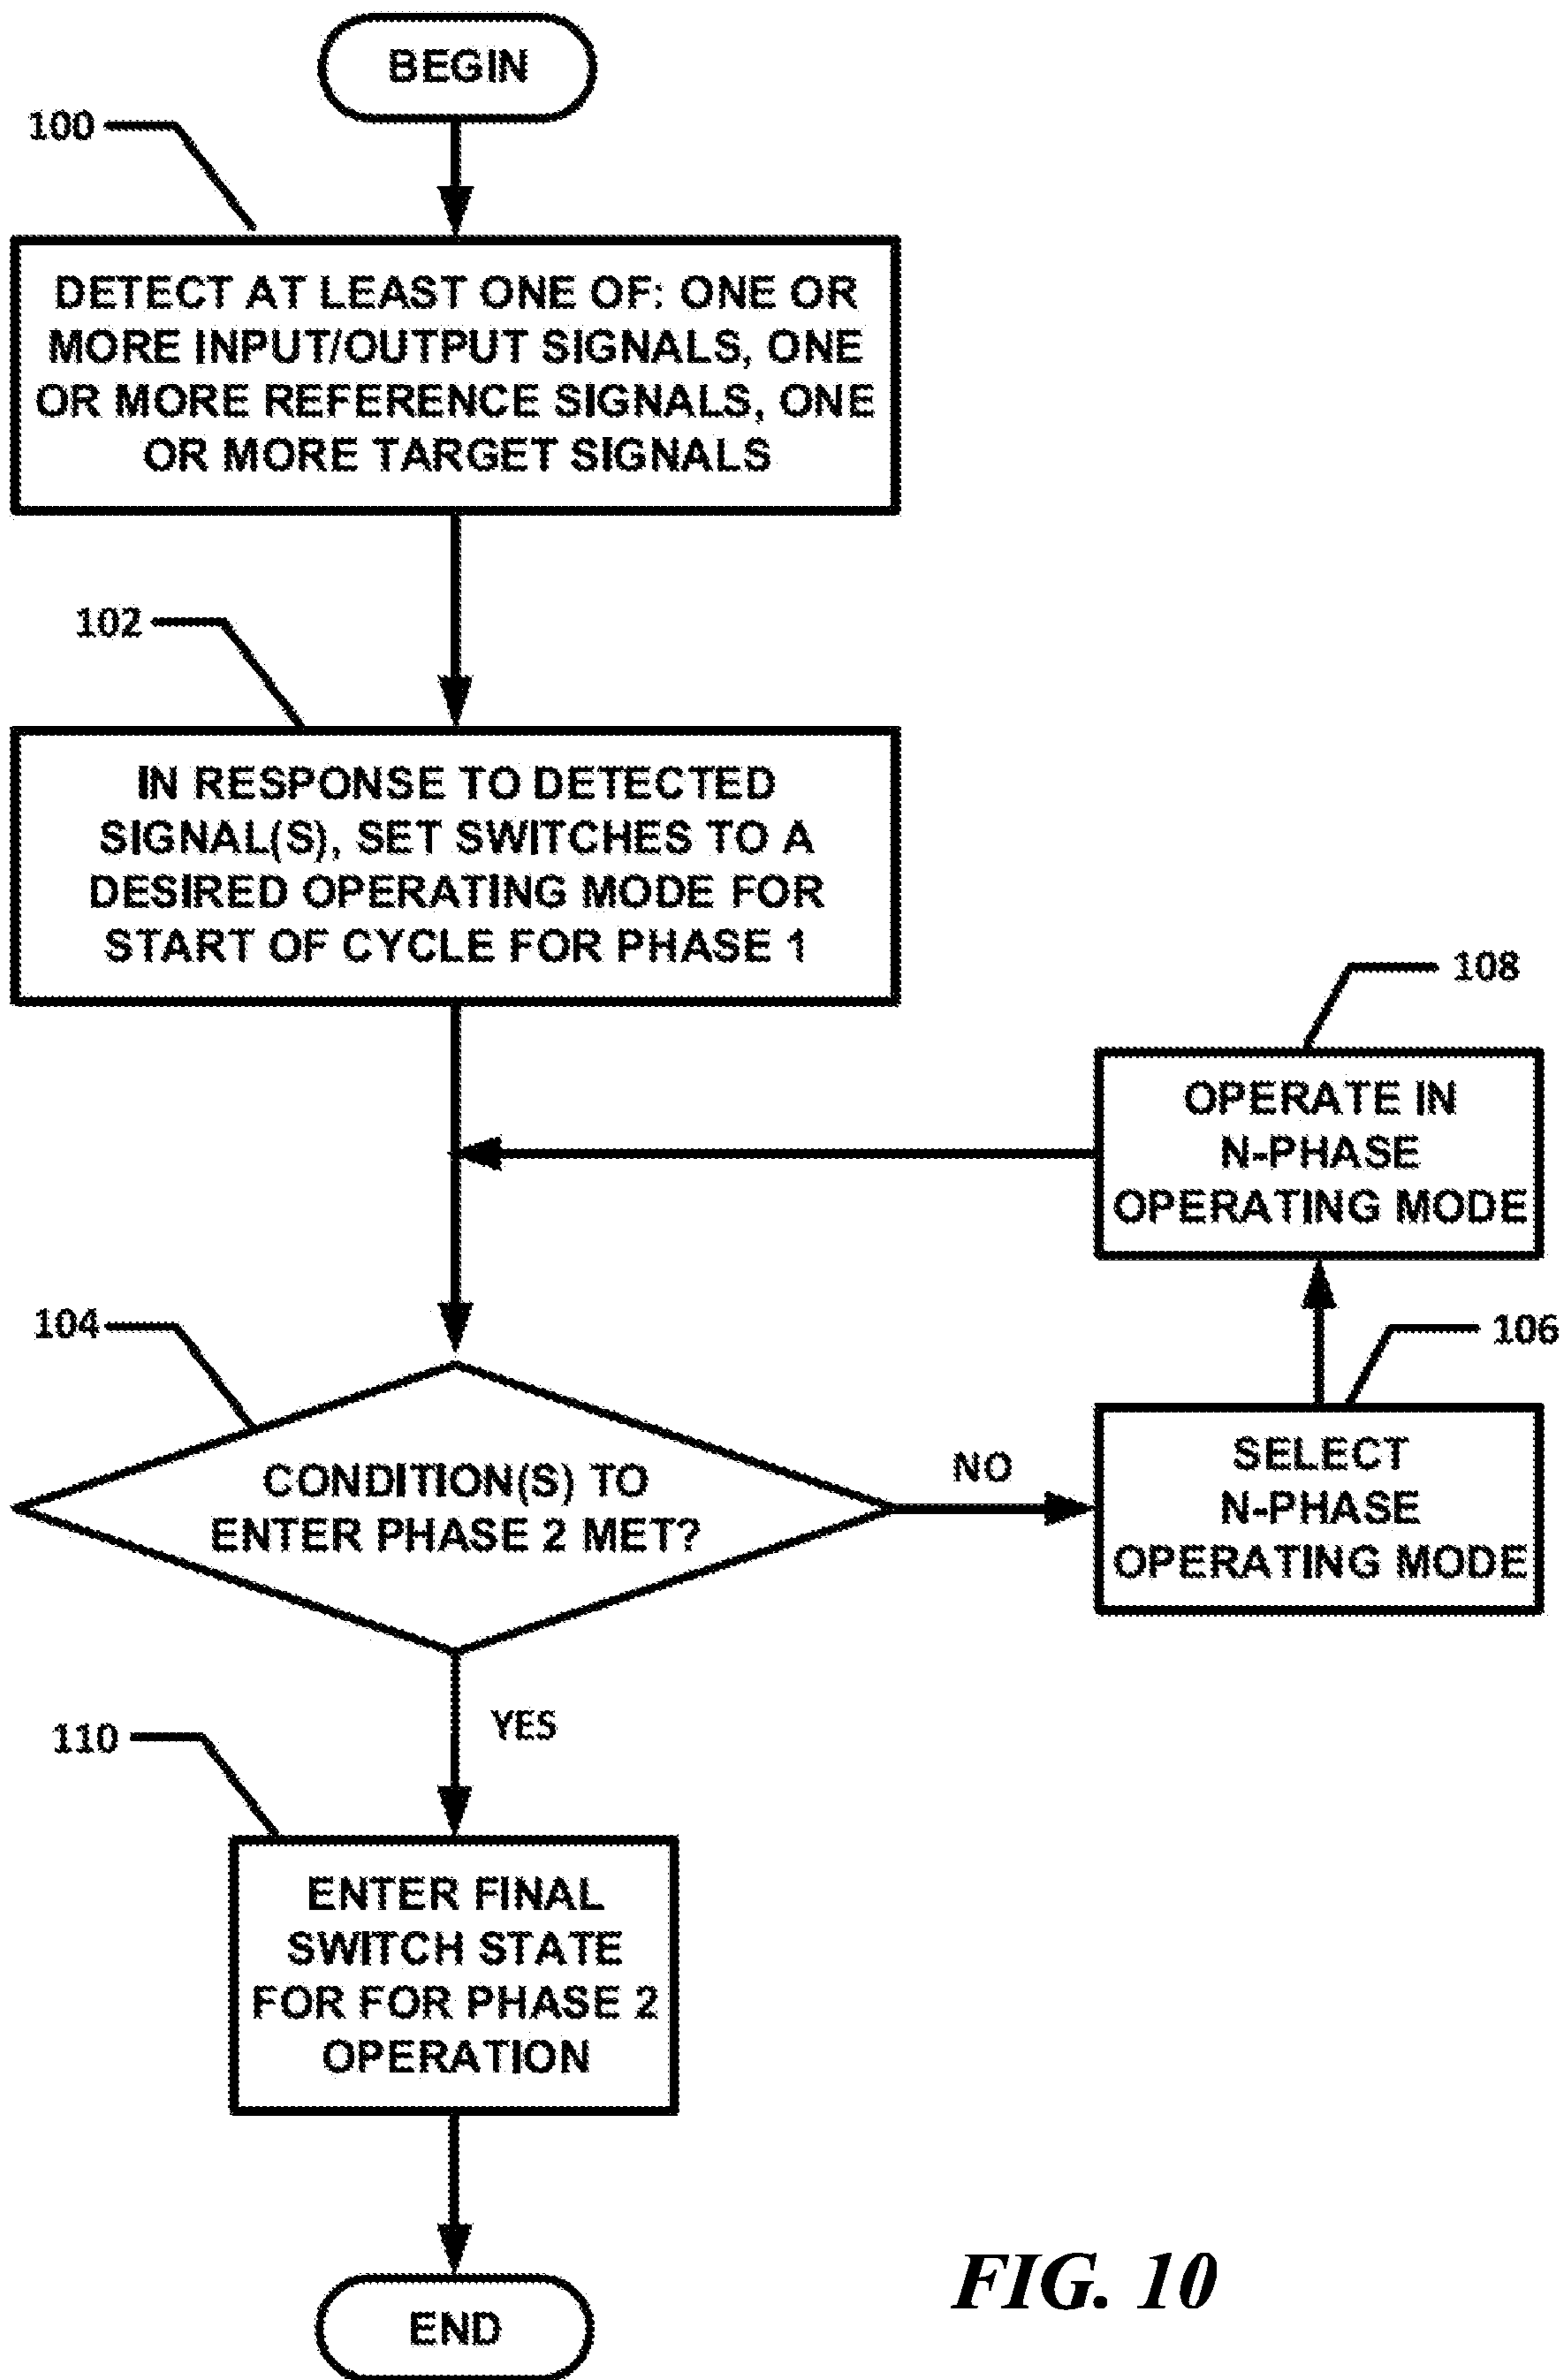 BEGIN
100
DETECT AT LEAST ONE OF: ONE OR
MORE INPUT/OUTPUT SIGNALS, ONE
OR MORE REFERENCE SIGNALS, ONE
OR MORE TARGET SIGNALS
102
IN RESPONSE TO DETECTED
SIGNAL(S), SET SWITCHES TO A
DESIRED OPERATING MODE FOR
START OF CYCLE FOR PHASE 1
108
OPERATE IN
N-PHASE
OPERATING MODE
104
CONDITION(S) TO
ENTER PHASE 2 MET?
NO
106
SELECT
N-PHASE
OPERATING MODE
YES
110
ENTER FINAL
SWITCH STATE
FOR FOR PHASE 2
OPERATION
END
FIG. 10